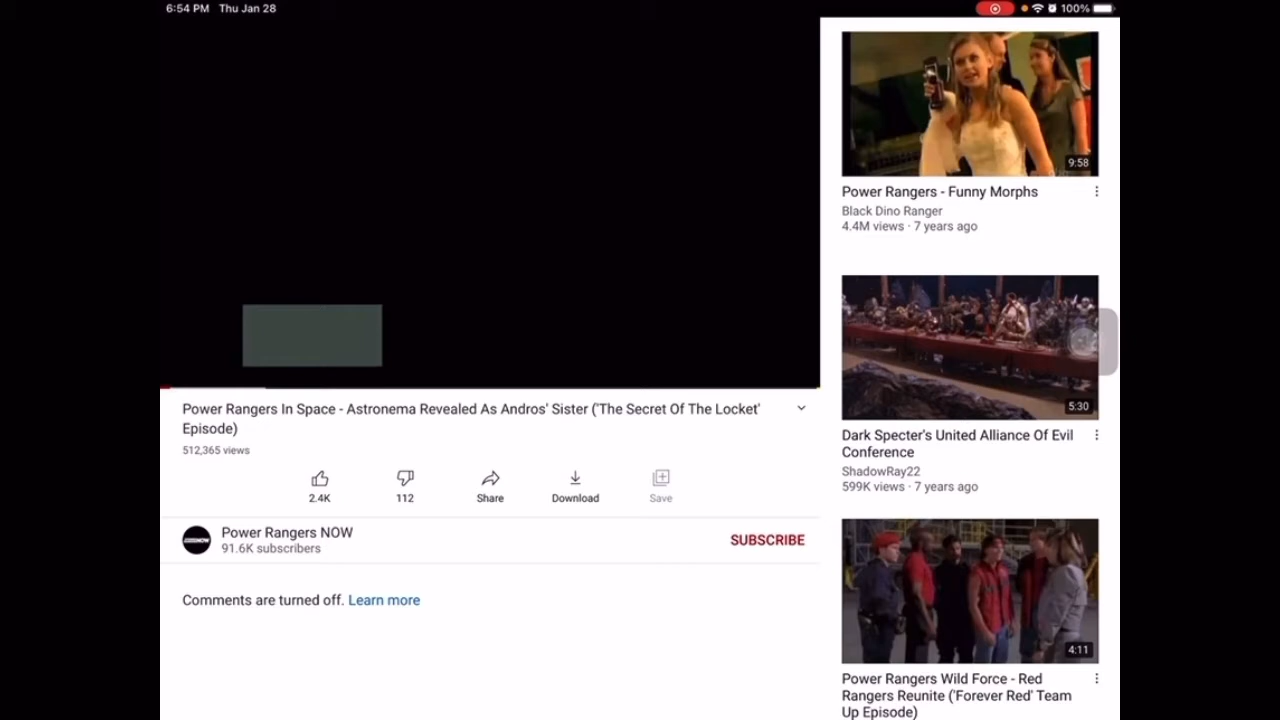 6:54 PM Thu Jan 28
100%
9:58
Power Rangers - Funny Morphs
Black Dino Ranger
4.4M views · 7 years ago
5:30
Dark Specter's United Alliance Of Evil
Conference
ShadowRay22
599K views · 7 years ago
4:11
Power Rangers Wild Force - Red
Rangers Reunite ('Forever Red' Team
Up Episode)
Power Rangers In Space - Astronema Revealed As Andros' Sister ('The Secret Of The Locket'
Episode)
512,365 views
2.4K
112
Share
Download
Save
Power Rangers NOW
91.6K subscribers
SUBSCRIBE
Comments are turned off. Learn more